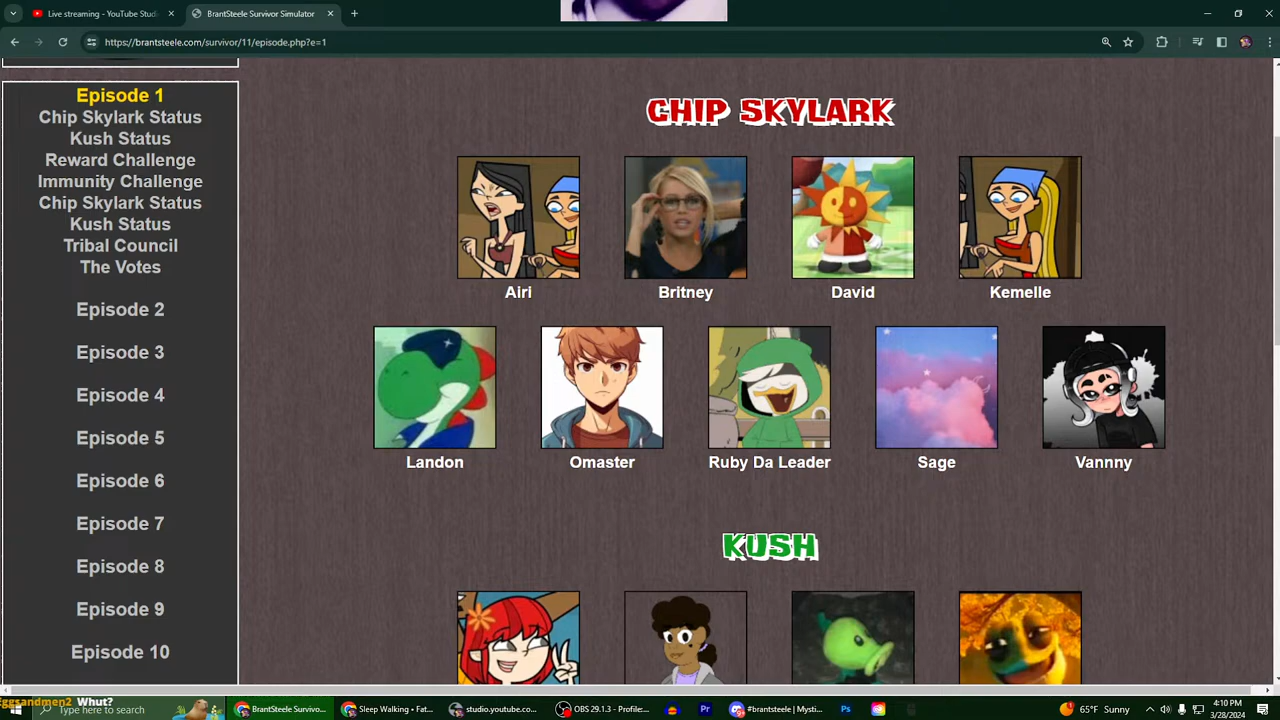 Live streaming - YouTube Studi
BrantSteele Survivor Simulator
https://brantsteele.com/survivor/11/episode.php?e=1
Episode 1
Chip Skylark Status
Kush Status
Reward Challenge
Immunity Challenge
Chip Skylark Status
Kush Status
Tribal Council
The Votes
Episode 2
Episode 3
Episode 4
Episode 5
Episode 6
Episode 7
Episode 8
Episode 9
Episode 10
CHIP SKYLARK
Airi
Britney
David
Kemelle
Landon
Omaster
Ruby Da Leader
Sage
Vannny
KUSH
Eggsandmen2 Whut?
Type here to search
BrantSteele Survivo...
Sleep Walking • Fat...
studio.youtube.co...
OBS 29.1.3 - Profile:...
Pr
#brantsteele | Mysti...
Ps
65°F Sunny
4:10 PM
3/28/2024